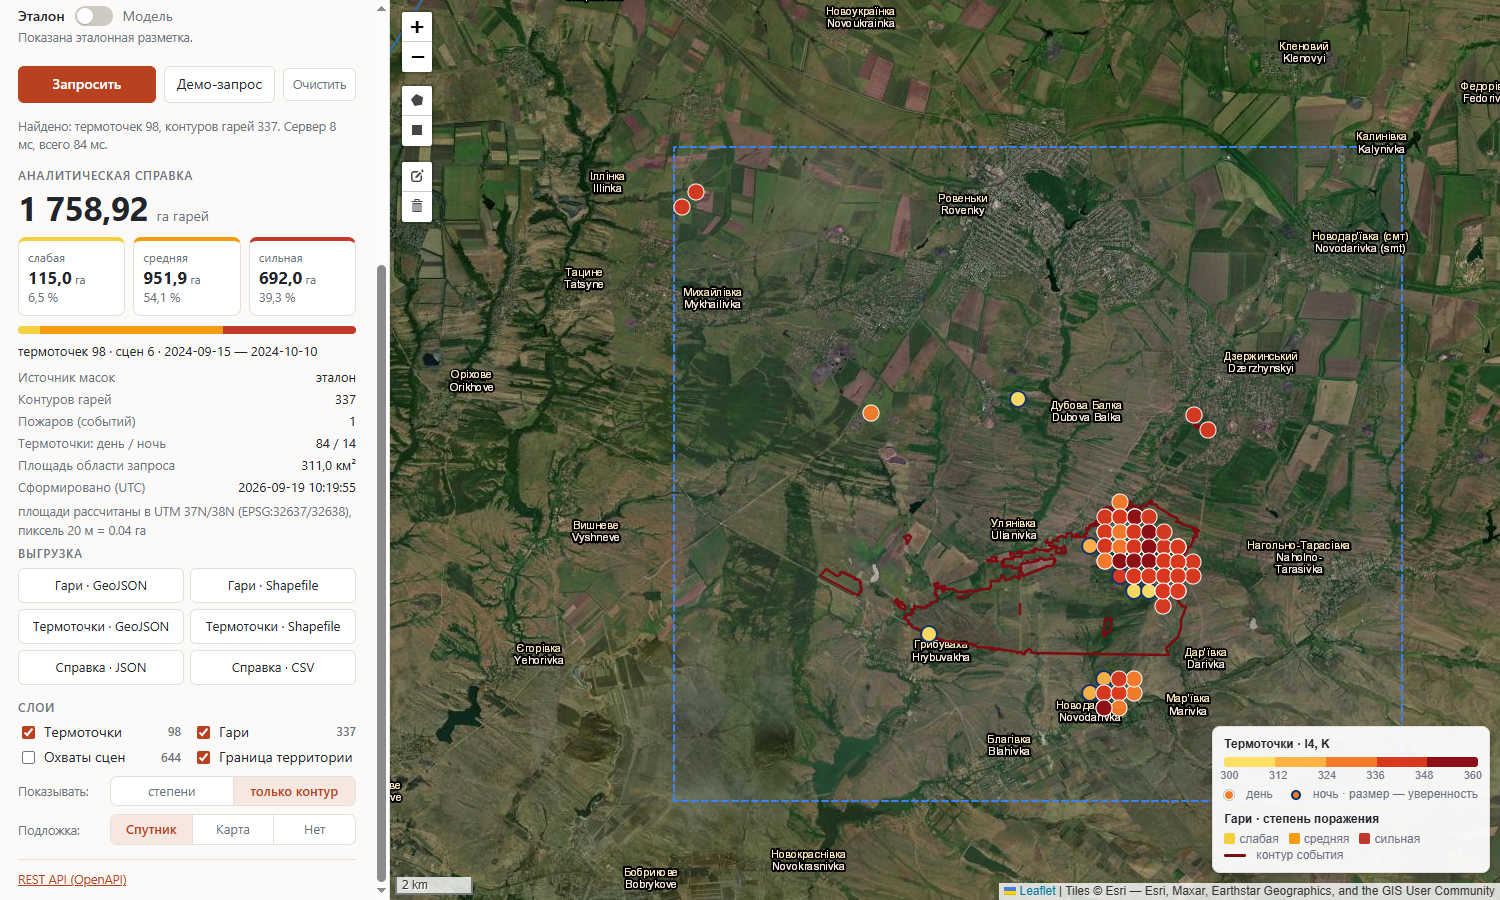 Эталон Модель
Показана эталонная разметка.
Запросить
Демо-запрос
Очистить
Найдено: термоточек 98, контуров гарей 337. Сервер 8
мс, всего 84 мс.
АНАЛИТИЧЕСКАЯ СПРАВКА
1 758,92 га гарей
слабая
115,0 га
6,5 %
средняя
951,9 га
54,1 %
сильная
692,0 га
39,3 %
термоточек 98 · сцен 6 · 2024-09-15 — 2024-10-10
Источник масок эталон
Контуров гарей 337
Пожаров (событий) 1
Термоточки: день / ночь 84 / 14
Площадь области запроса 311,0 км²
Сформировано (UTC) 2026-09-19 10:19:55
площади рассчитаны в UTM 37N/38N (EPSG:32637/32638),
пиксель 20 м = 0.04 га
ВЫГРУЗКА
Гари · GeoJSON
Гари · Shapefile
Термоточки · GeoJSON
Термоточки · Shapefile
Справка · JSON
Справка · CSV
СЛОИ
Термоточки 98
Гари 337
Охваты сцен 644
Граница территории
Показывать: степени только контур
Подложка: Спутник Карта Нет
REST API (OpenAPI)
+
−
Новоукраїнка
Novoukrainka
Кленовий
Klenovyi
Федорів
Fedoriv
Калинівка
Kalynivka
Іллінка
Illinka
Ровеньки
Rovenky
Новодар'ївка (смт)
Novodarivka (smt)
Тацине
Tatsyne
Михайлівка
Mykhailivka
Дзержинський
Dzerzhynskyi
Оріхове
Orikhove
Дубова Балка
Dubova Balka
Вишневе
Vyshneve
Улянівка
Ulianivka
Нагольно-Тарасівка
Naholno-
Tarasivka
Єгорівка
Yehorivka
Грибуваха
Hrybuvakha
Дар'ївка
Darivka
Новода
Novodarivka
Мар'ївка
Marivka
Благівка
Blahivka
ве
ve
Новокраснівка
Novokrasnivka
Бобрикове
Bobrykove
2 km
Термоточки · I4, K
300 312 324 336 348 360
день ночь · размер — уверенность
Гари · степень поражения
слабая средняя сильная
контур события
Leaflet | Tiles © Esri — Esri, Maxar, Earthstar Geographics, and the GIS User Community